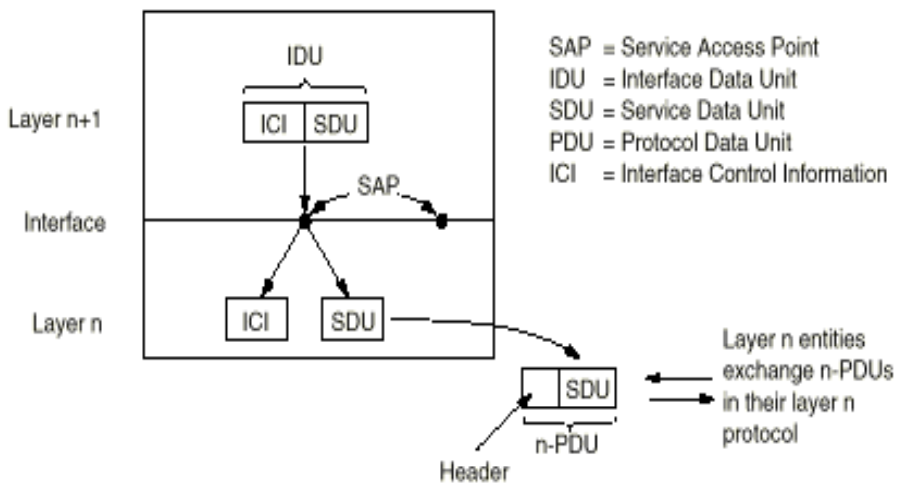 IDU
Layer n+1
ICI SDU
SAP
Interface
Layer n
ICI
SDU
SAP = Service Access Point
IDU = Interface Data Unit
SDU = Service Data Unit
PDU = Protocol Data Unit
ICI = Interface Control Information
SDU
n-PDU
Header
Layer n entities
exchange n-PDUs
in their layer n
protocol